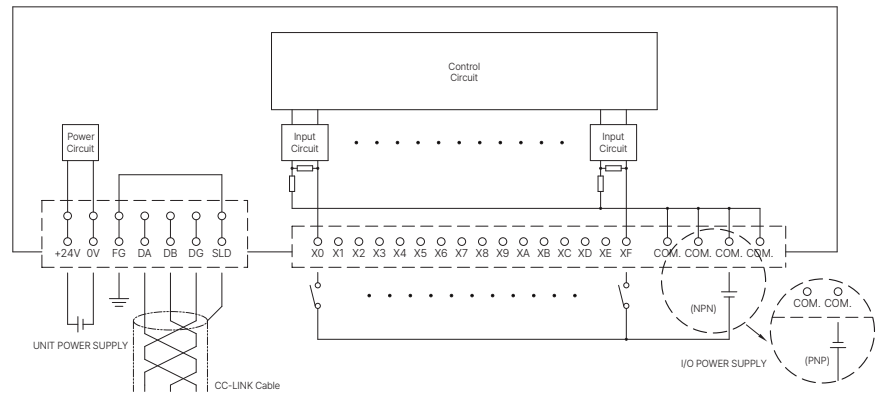 Control
Circuit
Power
Circuit
Input
Circuit
Input
Circuit
+24V 0V FG DA DB DG SLD
X0 X1 X2 X3 X4 X5 X6 X7 X8 X9 XA XB XC XD XE XF COM. COM. COM. COM.
(NPN)
COM. COM.
(PNP)
UNIT POWER SUPPLY
I/O POWER SUPPLY
CC-LINK Cable